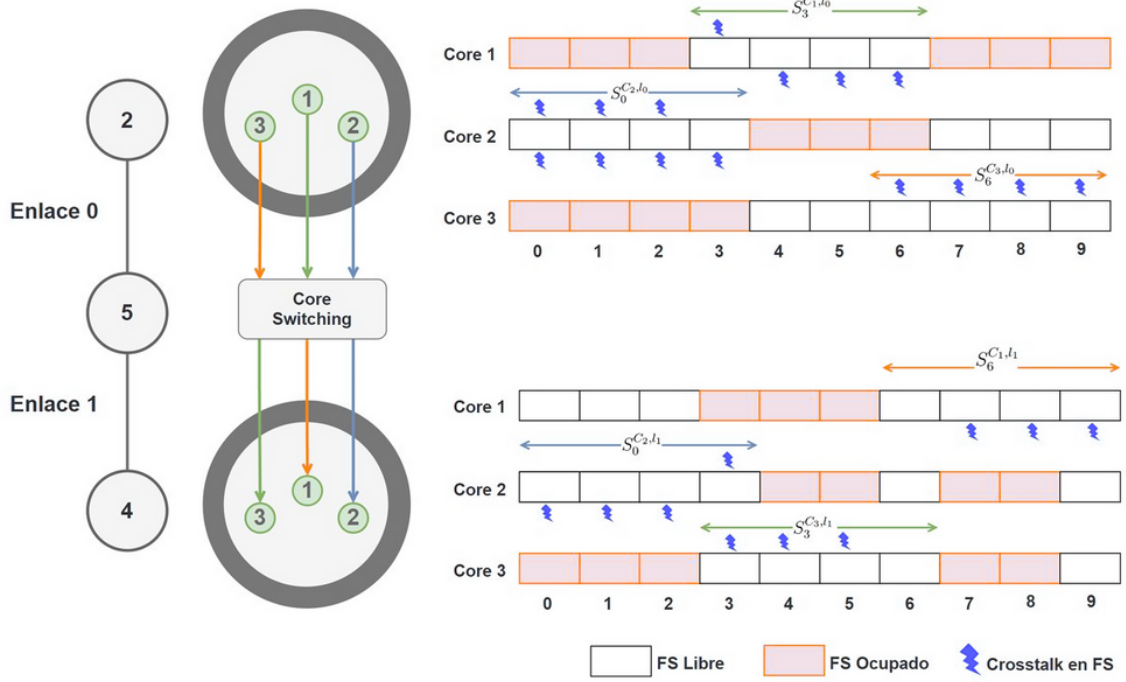 2
Enlace 0
5
Enlace 1
4
3
1
2
Core
Switching
3
1
2
S_3^{C_1,l_0}
Core 1
S_0^{C_2,l_0}
Core 2
S_6^{C_3,l_0}
Core 3
0 1 2 3 4 5 6 7 8 9
S_6^{C_1,l_1}
Core 1
S_0^{C_2,l_1}
Core 2
S_3^{C_3,l_1}
Core 3
0 1 2 3 4 5 6 7 8 9
FS Libre
FS Ocupado
Crosstalk en FS